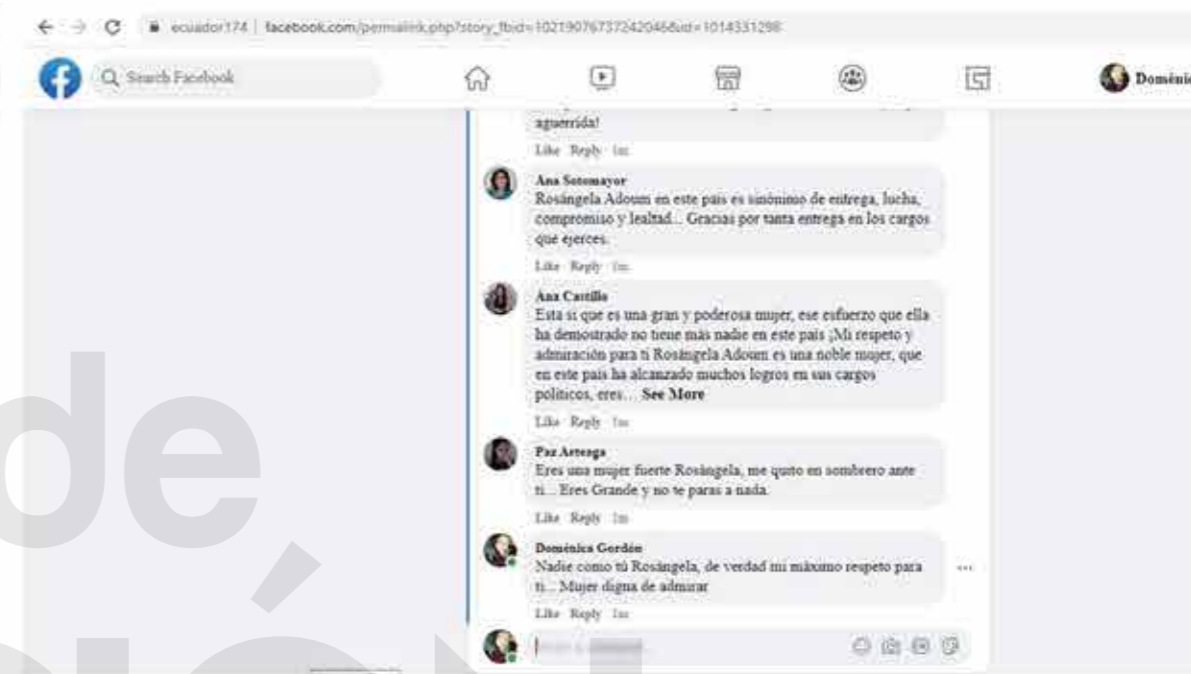 ecuador174 | facebook.com/permalink.php?story_fbid=10219076737242046&id=1014331298
Search Facebook
Doménic
aguerrida!
Like Reply 1m
Ana Sotomayor
Rosángela Adoum en este país es sinónimo de entrega, lucha,
compromiso y lealtad... Gracias por tanta entrega en los cargos
que ejerces.
Like Reply 1m
Ana Castillo
Esta si que es una gran y poderosa mujer, ese esfuerzo que ella
ha demostrado no tiene más nadie en este país ¡Mi respeto y
admiración para ti Rosángela Adoum es una noble mujer, que
en este país ha alcanzado muchos logros en sus cargos
políticos, eres... See More
Like Reply 1m
Paz Arteaga
Eres una mujer fuerte Rosángela, me quito en sombrero ante
ti... Eres Grande y no te paras a nada.
Like Reply 1m
Doménica Gordón
Nadie como tú Rosángela, de verdad mi máximo respeto para
ti... Mujer digna de admirar
Like Reply 1m
de